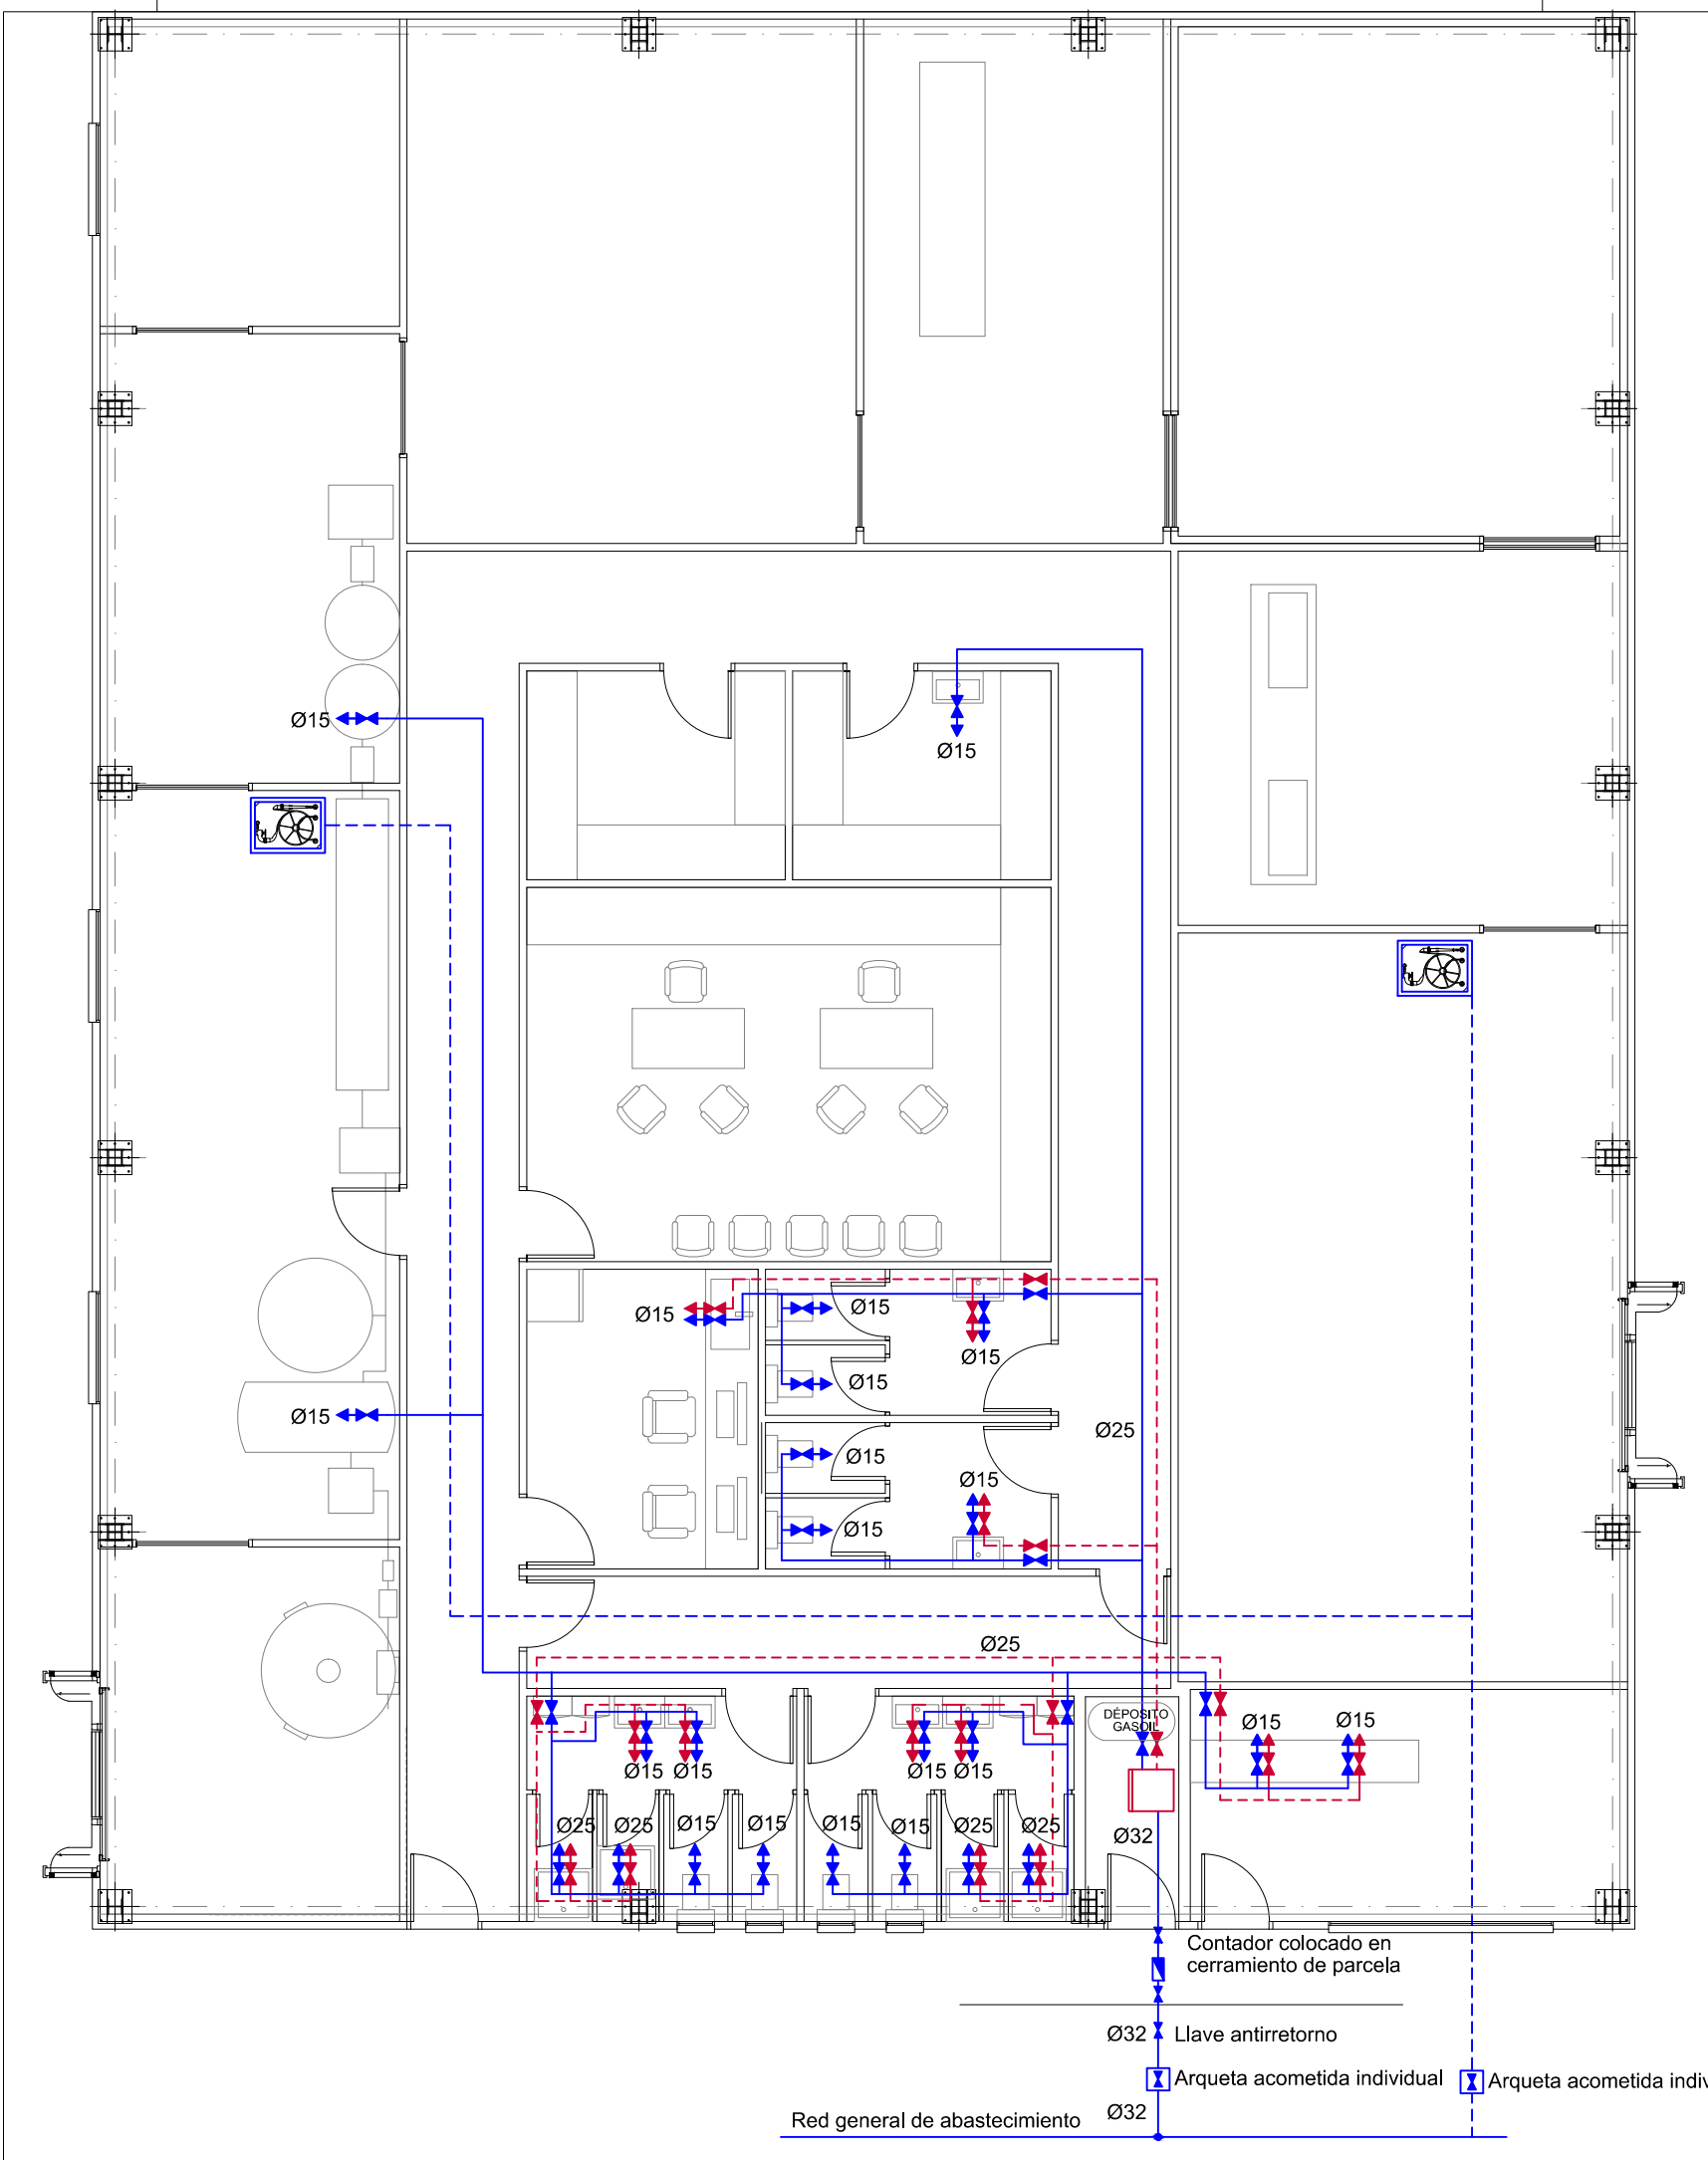 Ø15
Ø15
Ø15
Ø15
Ø15
Ø15
Ø15
Ø25
Ø15
Ø15
Ø15
Ø15
Ø25
DÉPOSITO
GASOIL
Ø15
Ø15
Ø15
Ø15
Ø15
Ø15
Ø25
Ø25
Ø15
Ø15
Ø15
Ø15
Ø25
Ø25
Ø32
Contador colocado en
cerramiento de parcela
Ø32
Llave antirretorno
Arqueta acometida individual
Arqueta acometida indiv
Ø32
Red general de abastecimiento